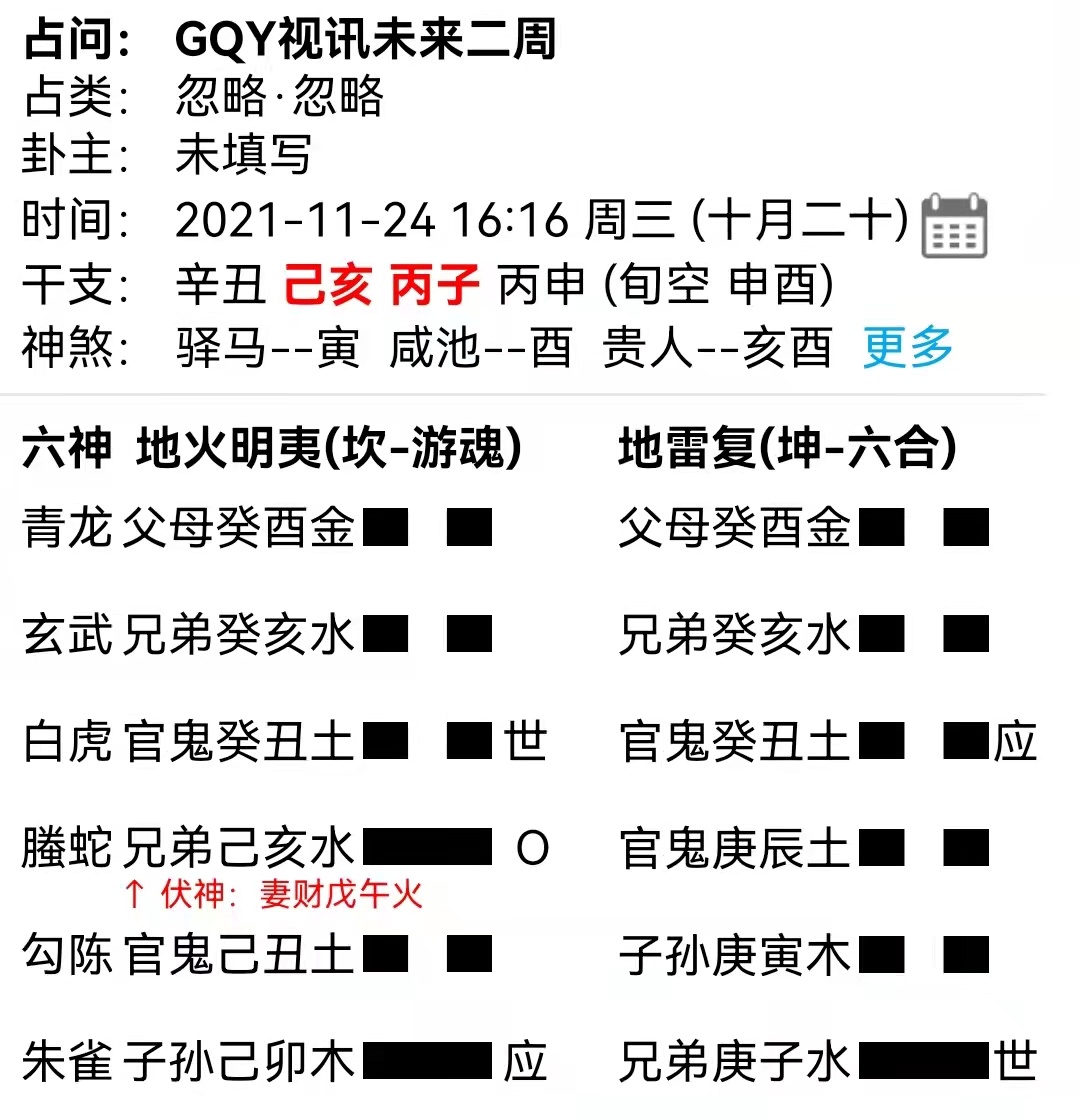 占问： GQY视讯未来二周
占类： 忽略·忽略
卦主： 未填写
时间： 2021-11-24 16:16 周三 (十月二十)
干支： 辛丑 己亥 丙子 丙申 (旬空 申酉)
神煞： 驿马--寅 咸池--酉 贵人--亥酉 更多
六神 地火明夷(坎-游魂) 地雷复(坤-六合)
青龙 父母癸酉金 父母癸酉金
玄武 兄弟癸亥水 兄弟癸亥水
白虎 官鬼癸丑土 世 官鬼癸丑土 应
螣蛇 兄弟己亥水 O 官鬼庚辰土
↑ 伏神：妻财戊午火
勾陈 官鬼己丑土 子孙庚寅木
朱雀 子孙己卯木 应 兄弟庚子水 世